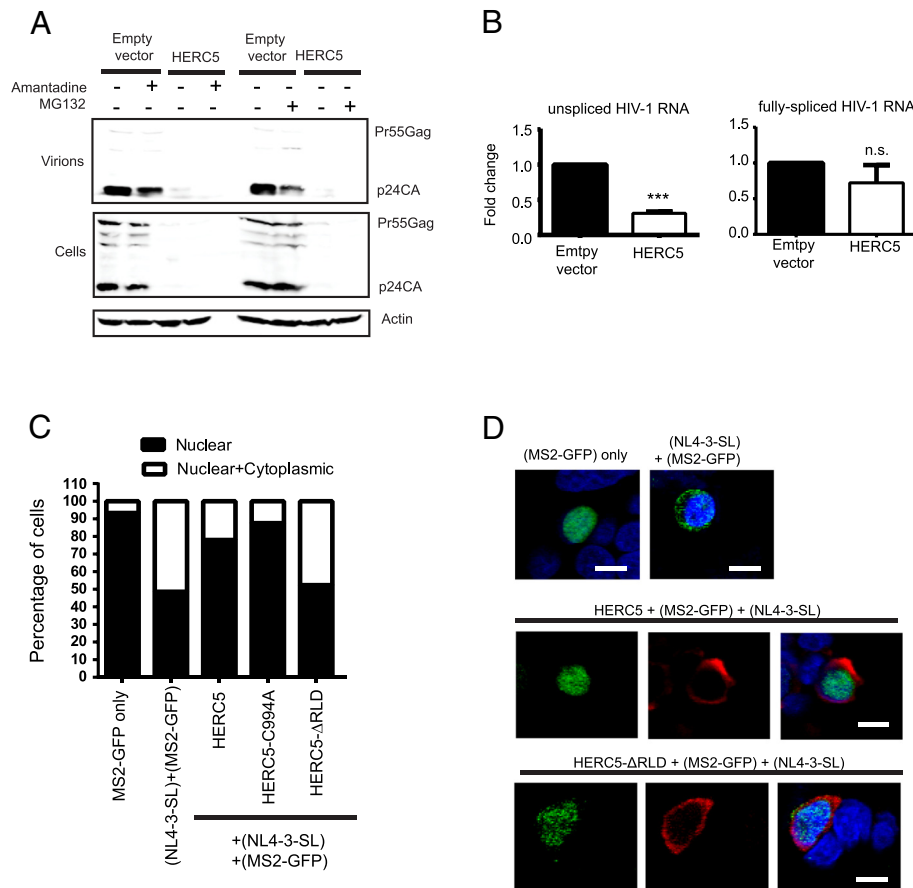 A
Empty vector
HERC5
Empty vector
HERC5
Amantadine - + - +
MG132 - - - - - + - +
Virions
Pr55Gag
p24CA
Cells
Pr55Gag
p24CA
Actin
B
unspliced HIV-1 RNA
Fold change
1.5
1.0
0.5
0.0
***
Emtpy vector
HERC5
fully-spliced HIV-1 RNA
1.5
1.0
0.5
0.0
n.s.
Empty vector
HERC5
C
Nuclear
Nuclear+Cytoplasmic
Percentage of cells
110
100
90
80
70
60
50
40
30
20
10
0
MS2-GFP only
(NL4-3-SL)+(MS2-GFP)
HERC5
HERC5-C994A
HERC5-ΔRLD
+(NL4-3-SL)
+(MS2-GFP)
D
(MS2-GFP) only
(NL4-3-SL)
+ (MS2-GFP)
HERC5 + (MS2-GFP) + (NL4-3-SL)
HERC5-ΔRLD + (MS2-GFP) + (NL4-3-SL)